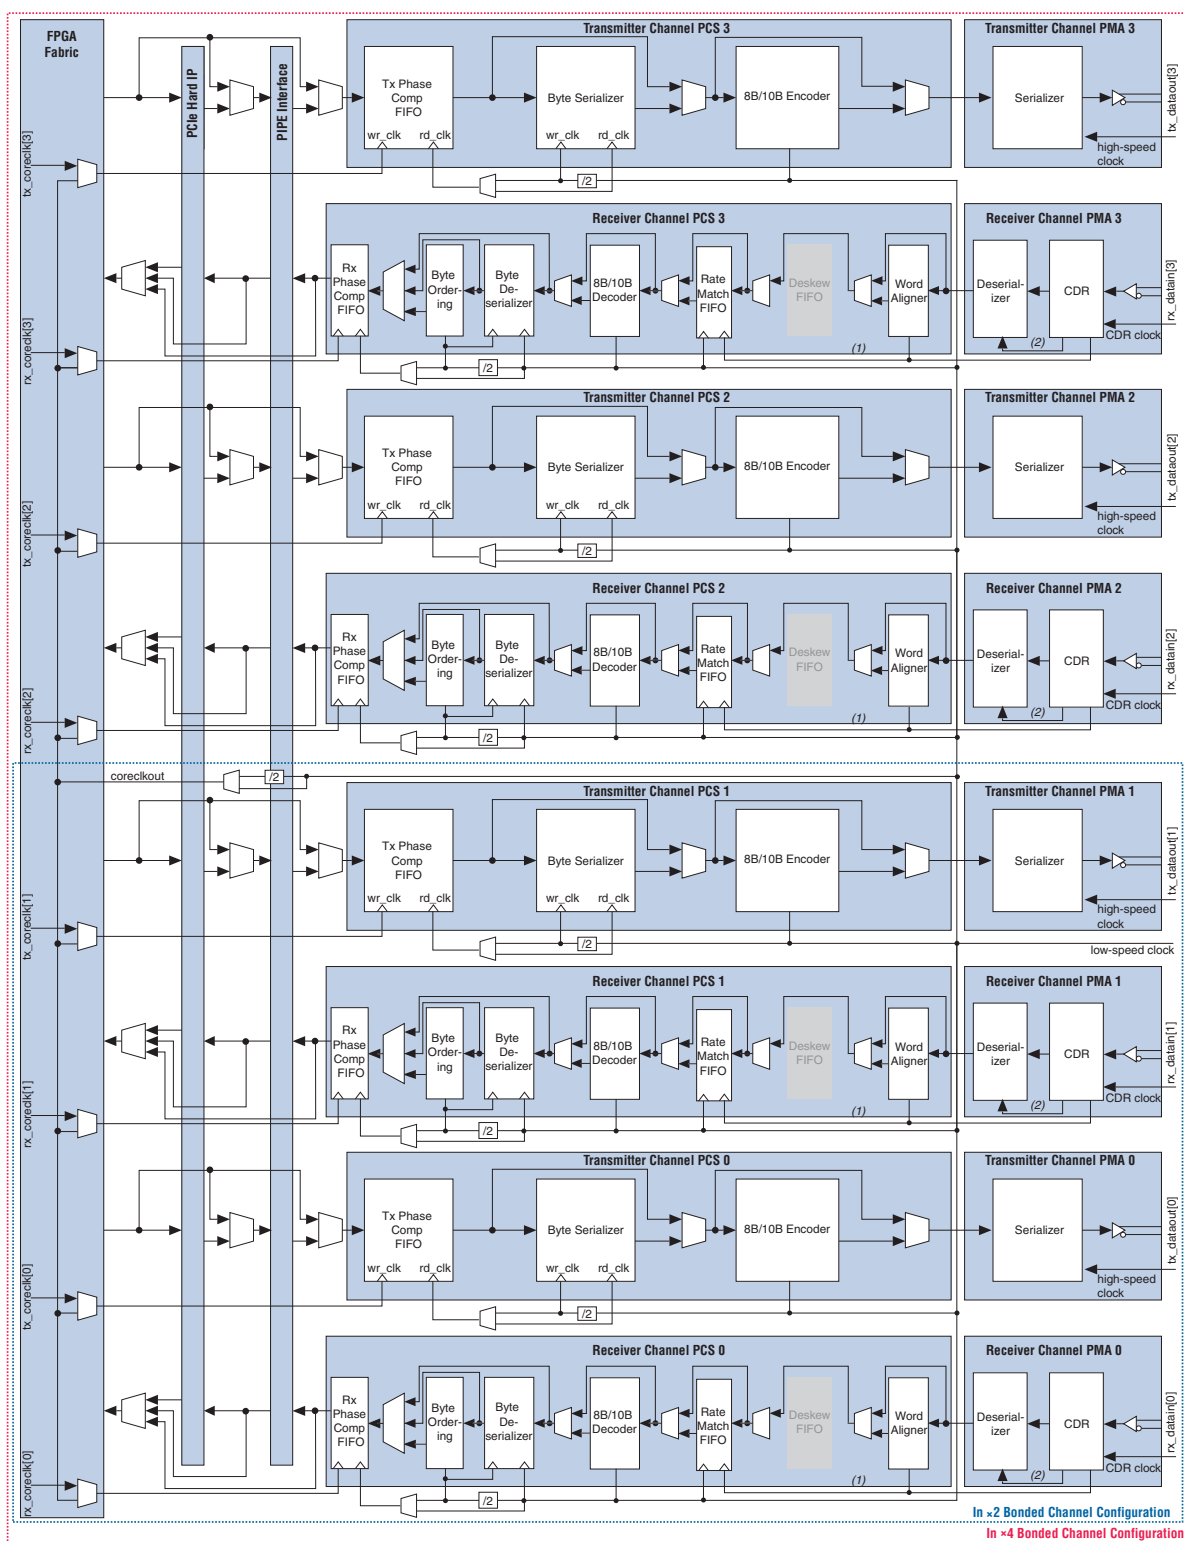 FPGA
Fabric
PCIe Hard IP
PIPE Interface
Transmitter Channel PCS 3
Tx Phase
Comp
FIFO
wr_clk
rd_clk
Byte Serializer
8B/10B Encoder
/2
Transmitter Channel PMA 3
Serializer
high-speed
clock
tx_dataout[3]
tx_coreclk[3]
Receiver Channel PCS 3
Rx
Phase
Comp
FIFO
Byte
Order-
ing
Byte
De-
serializer
8B/10B
Decoder
Rate
Match
FIFO
Deskew
FIFO
Word
Aligner
(1)
/2
Receiver Channel PMA 3
Deserial-
izer
CDR
(2)
CDR clock
rx_datain[3]
rx_coreclk[3]
Transmitter Channel PCS 2
Tx Phase
Comp
FIFO
wr_clk
rd_clk
Byte Serializer
8B/10B Encoder
/2
Transmitter Channel PMA 2
Serializer
high-speed
clock
tx_dataout[2]
tx_coreclk[2]
Receiver Channel PCS 2
Rx
Phase
Comp
FIFO
Byte
Order-
ing
Byte
De-
serializer
8B/10B
Decoder
Rate
Match
FIFO
Deskew
FIFO
Word
Aligner
(1)
/2
Receiver Channel PMA 2
Deserial-
izer
CDR
(2)
CDR clock
rx_datain[2]
rx_coreclk[2]
coreclkout
/2
Transmitter Channel PCS 1
Tx Phase
Comp
FIFO
wr_clk
rd_clk
Byte Serializer
8B/10B Encoder
/2
Transmitter Channel PMA 1
Serializer
high-speed
clock
tx_dataout[1]
tx_coreclk[1]
low-speed clock
Receiver Channel PCS 1
Rx
Phase
Comp
FIFO
Byte
Order-
ing
Byte
De-
serializer
8B/10B
Decoder
Rate
Match
FIFO
Deskew
FIFO
Word
Aligner
(1)
/2
Receiver Channel PMA 1
Deserial-
izer
CDR
(2)
CDR clock
rx_datain[1]
rx_coreclk[1]
Transmitter Channel PCS 0
Tx Phase
Comp
FIFO
wr_clk
rd_clk
Byte Serializer
8B/10B Encoder
/2
Transmitter Channel PMA 0
Serializer
high-speed
clock
tx_dataout[0]
tx_coreclk[0]
Receiver Channel PCS 0
Rx
Phase
Comp
FIFO
Byte
Order-
ing
Byte
De-
serializer
8B/10B
Decoder
Rate
Match
FIFO
Deskew
FIFO
Word
Aligner
(1)
/2
Receiver Channel PMA 0
Deserial-
izer
CDR
(2)
CDR clock
rx_datain[0]
rx_coreclk[0]
In ×2 Bonded Channel Configuration
In ×4 Bonded Channel Configuration